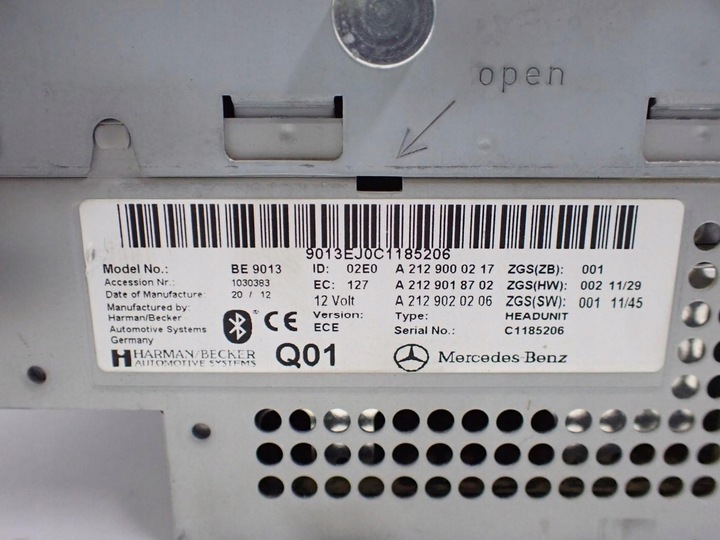 open
9013EJ0C1185206
Model No.: BE 9013 ID: 02E0 A 212 900 02 17 ZGS(ZB): 001
Accession Nr.: 1030383 EC: 127 A 212 901 87 02 ZGS(HW): 002 11/29
Date of Manufacture: 20 / 12 12 Volt A 212 902 02 06 ZGS(SW): 001 11/45
Manufactured by: Version: Type: HEADUNIT
Harman/Becker ECE Serial No.: C1185206
Automotive Systems
Germany
HARMAN/BECKER Q01 Mercedes-Benz
AUTOMOTIVE SYSTEMS